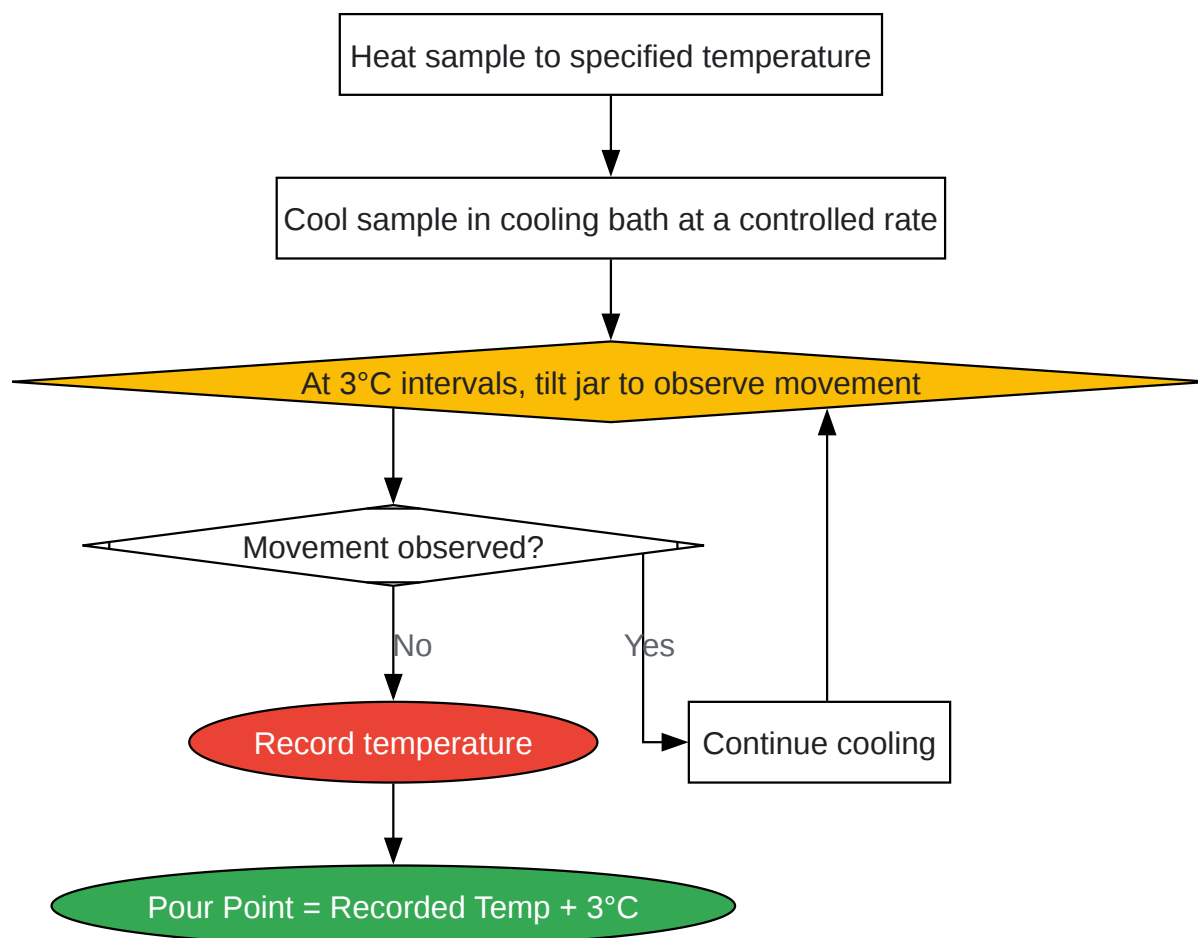 Heat sample to specified temperature
Cool sample in cooling bath at a controlled rate
At 3°C intervals, tilt jar to observe movement
Movement observed?
No
Yes
Record temperature
Continue cooling
Pour Point = Recorded Temp + 3°C